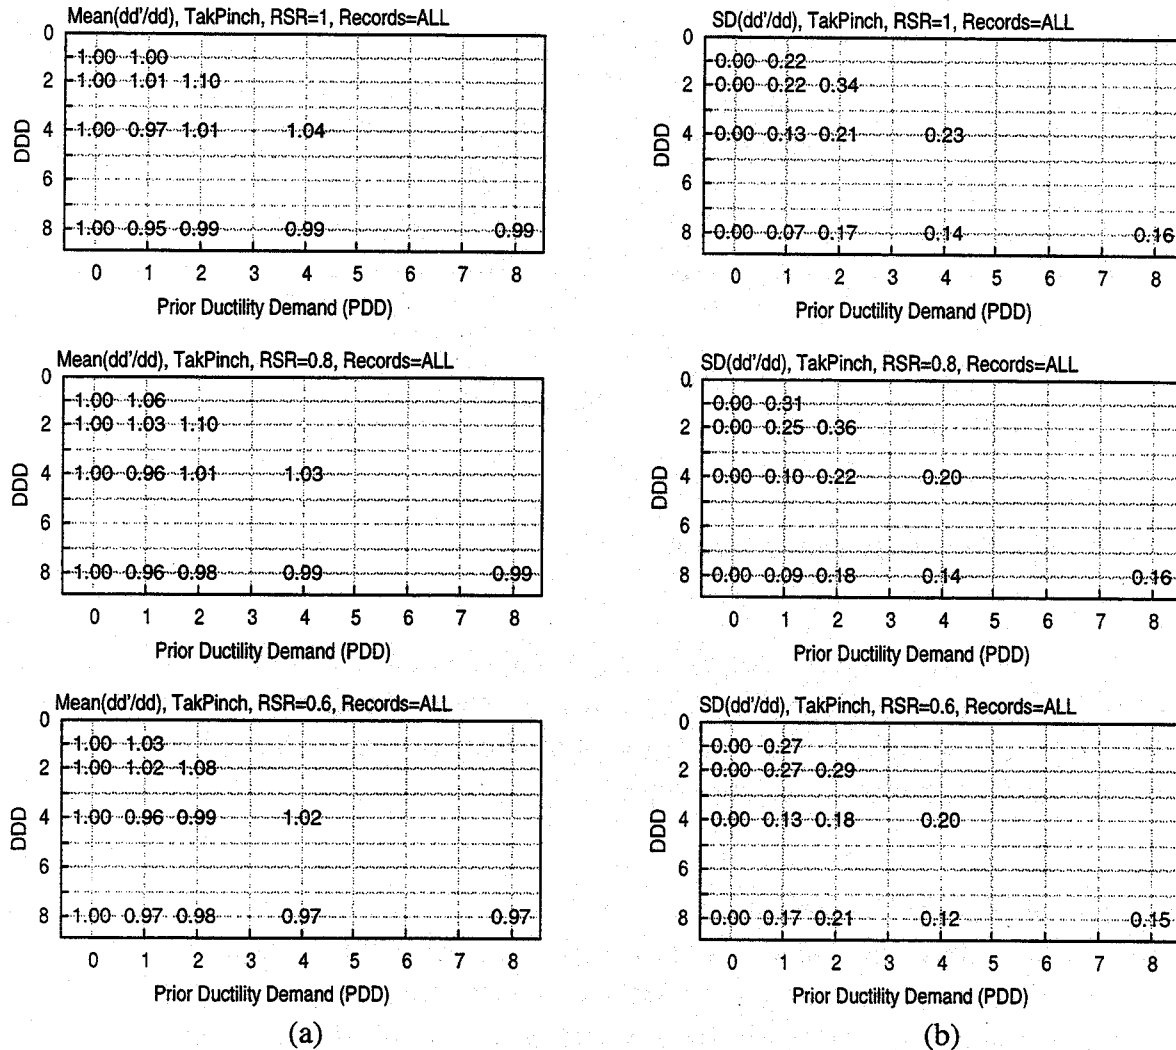 Mean(dd'/dd), TakPinch, RSR=1, Records=ALL
0
1.00 1.00
2 1.00 1.01 1.10
4 1.00 0.97 1.01 1.04
6
8 1.00 0.95 0.99 0.99 0.99
DDD
0 1 2 3 4 5 6 7 8
Prior Ductility Demand (PDD)
SD(dd'/dd), TakPinch, RSR=1, Records=ALL
0
0.00 0.22
2 0.00 0.22 0.34
4 0.00 0.13 0.21 0.23
6
8 0.00 0.07 0.17 0.14 0.16
DDD
0 1 2 3 4 5 6 7 8
Prior Ductility Demand (PDD)
Mean(dd'/dd), TakPinch, RSR=0.8, Records=ALL
0
1.00 1.06
2 1.00 1.03 1.10
4 1.00 0.96 1.01 1.03
6
8 1.00 0.96 0.98 0.99 0.99
DDD
0 1 2 3 4 5 6 7 8
Prior Ductility Demand (PDD)
SD(dd'/dd), TakPinch, RSR=0.8, Records=ALL
0
0.00 0.31
2 0.00 0.25 0.36
4 0.00 0.10 0.22 0.20
6
8 0.00 0.09 0.18 0.14 0.16
DDD
0 1 2 3 4 5 6 7 8
Prior Ductility Demand (PDD)
Mean(dd'/dd), TakPinch, RSR=0.6, Records=ALL
0
1.00 1.03
2 1.00 1.02 1.08
4 1.00 0.96 0.99 1.02
6
8 1.00 0.97 0.98 0.97 0.97
DDD
0 1 2 3 4 5 6 7 8
Prior Ductility Demand (PDD)
SD(dd'/dd), TakPinch, RSR=0.6, Records=ALL
0
0.00 0.27
2 0.00 0.27 0.29
4 0.00 0.13 0.18 0.20
6
8 0.00 0.17 0.21 0.12 0.15
DDD
0 1 2 3 4 5 6 7 8
Prior Ductility Demand (PDD)
(a)
(b)